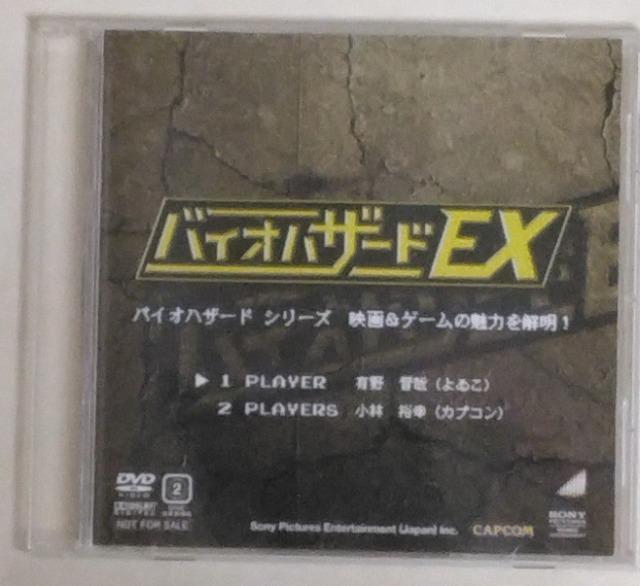 バイオハザードEX
バイオハザード シリーズ 映画&ゲームの魅力を解明!
▶ 1 PLAYER 有野 晋哉(よゐこ)
2 PLAYERS 小林 裕幸(カプコン)
DVD
VIDEO
2
NOT FOR SALE
Sony Pictures Entertainment (Japan) Inc.
CAPCOM
SONY